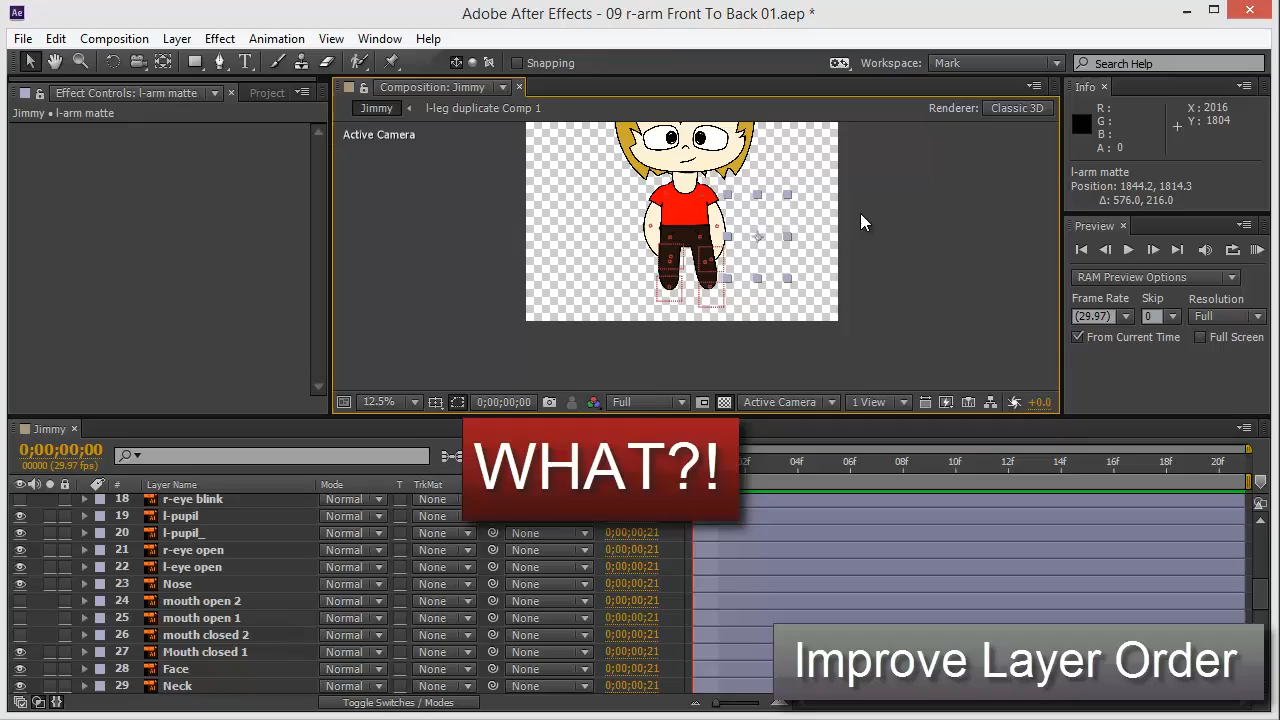 Ae
Adobe After Effects - 09 r-arm Front To Back 01.aep *
File Edit Composition Layer Effect Animation View Window Help
Snapping
Workspace: Mark
Search Help
Effect Controls: l-arm matte
Project
Jimmy • l-arm matte
Composition: Jimmy
Jimmy
l-leg duplicate Comp 1
Renderer: Classic 3D
Active Camera
Info
R:
G:
B:
A: 0
X: 2016
Y: 1804
l-arm matte
Position: 1844.2, 1814.3
Δ: 576.0, 216.0
Preview
RAM Preview Options
Frame Rate Skip Resolution
(29.97) 0 Full
From Current Time Full Screen
12.5% 0;00;00;00 Full Active Camera 1 View +0.0
WHAT?!
Jimmy
0;00;00;00
00000 (29.97 fps)
02f 04f 06f 08f 10f 12f 14f 16f 18f 20f
# Layer Name Mode T TrkMat
18 r-eye blink Normal None
19 l-pupil Normal None
20 l-pupil_ Normal None None 0;00;00;21
21 r-eye open Normal None None 0;00;00;21
22 l-eye open Normal None None 0;00;00;21
23 Nose Normal None None 0;00;00;21
24 mouth open 2 Normal None None 0;00;00;21
25 mouth open 1 Normal None None 0;00;00;21
26 mouth closed 2 Normal None None 0;00;00;21
27 Mouth closed 1 Normal None None 0;00;00;21
28 Face Normal None None 0;00;00;21
29 Neck Normal None None 0;00;00;21
Toggle Switches / Modes
Improve Layer Order